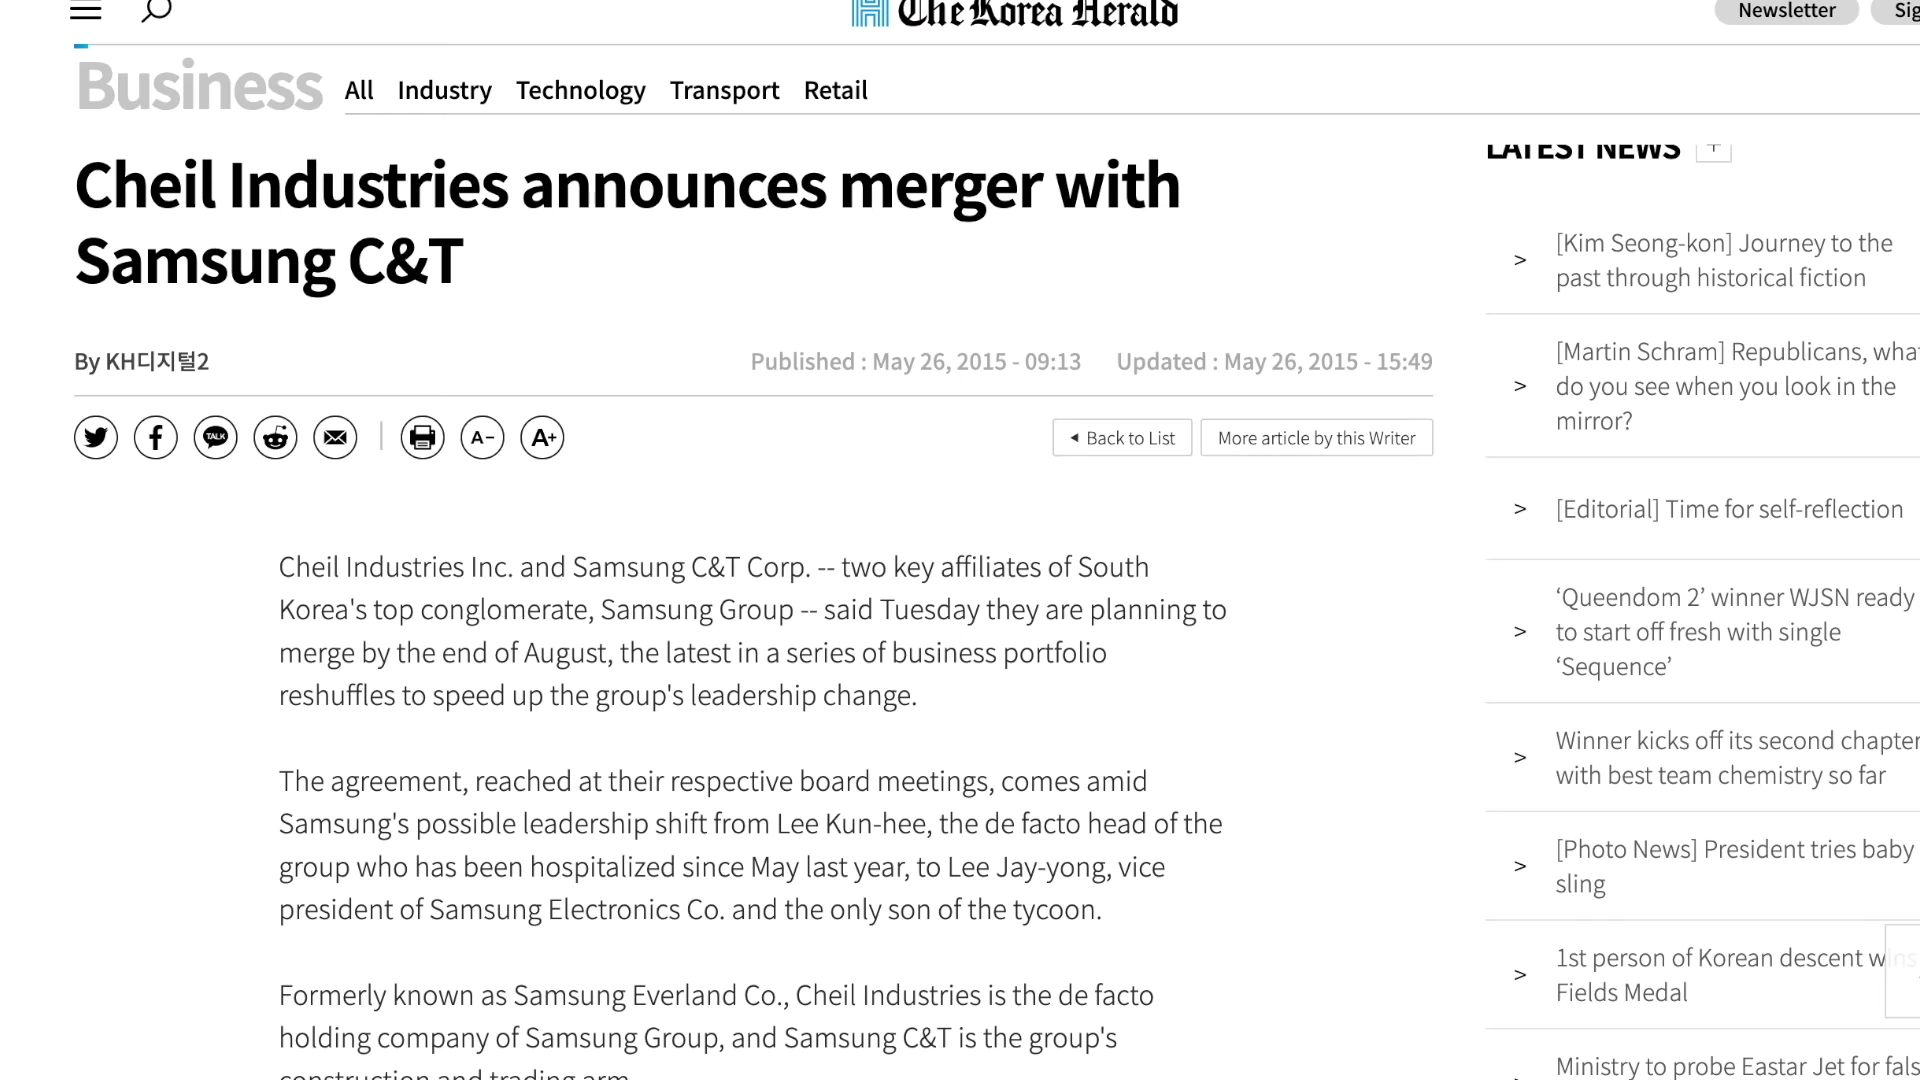 The Korea Herald
Newsletter
Business
All Industry Technology Transport Retail
Cheil Industries announces merger with
Samsung C&T
By KH디지털2
Published : May 26, 2015 - 09:13 Updated : May 26, 2015 - 15:49
TALK
A-
A+
Back to List
More article by this Writer
Cheil Industries Inc. and Samsung C&T Corp. -- two key affiliates of South
Korea's top conglomerate, Samsung Group -- said Tuesday they are planning to
merge by the end of August, the latest in a series of business portfolio
reshuffles to speed up the group's leadership change.
The agreement, reached at their respective board meetings, comes amid
Samsung's possible leadership shift from Lee Kun-hee, the de facto head of the
group who has been hospitalized since May last year, to Lee Jay-yong, vice
president of Samsung Electronics Co. and the only son of the tycoon.
Formerly known as Samsung Everland Co., Cheil Industries is the de facto
holding company of Samsung Group, and Samsung C&T is the group's
construction and trading arm.
LATEST NEWS +
> [Kim Seong-kon] Journey to the
past through historical fiction
> [Martin Schram] Republicans, what
do you see when you look in the
mirror?
> [Editorial] Time for self-reflection
> ‘Queendom 2’ winner WJSN ready
to start off fresh with single
‘Sequence’
> Winner kicks off its second chapter
with best team chemistry so far
> [Photo News] President tries baby
sling
> 1st person of Korean descent wins
Fields Medal
Ministry to probe Eastar Jet for